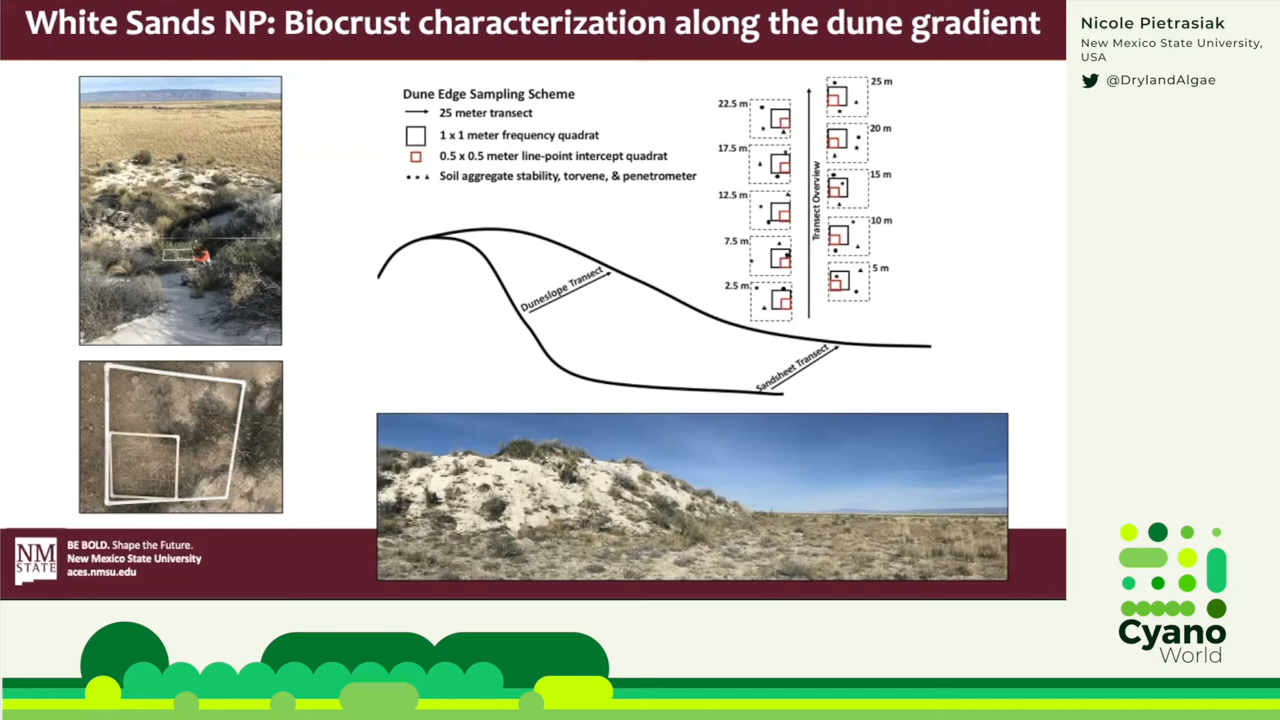 White Sands NP: Biocrust characterization along the dune gradient
Nicole Pietrasiak
New Mexico State University,
USA
@DrylandAlgae
Dune Edge Sampling Scheme
25 meter transect
1 x 1 meter frequency quadrat
0.5 x 0.5 meter line-point intercept quadrat
Soil aggregate stability, torvene, & penetrometer
22.5 m
17.5 m
12.5 m
7.5 m
2.5 m
Transect Overview
25 m
20 m
15 m
10 m
5 m
Duneslope Transect
Sandsheet Transect
NM
STATE
BE BOLD. Shape the Future.
New Mexico State University
aces.nmsu.edu
Cyano
World